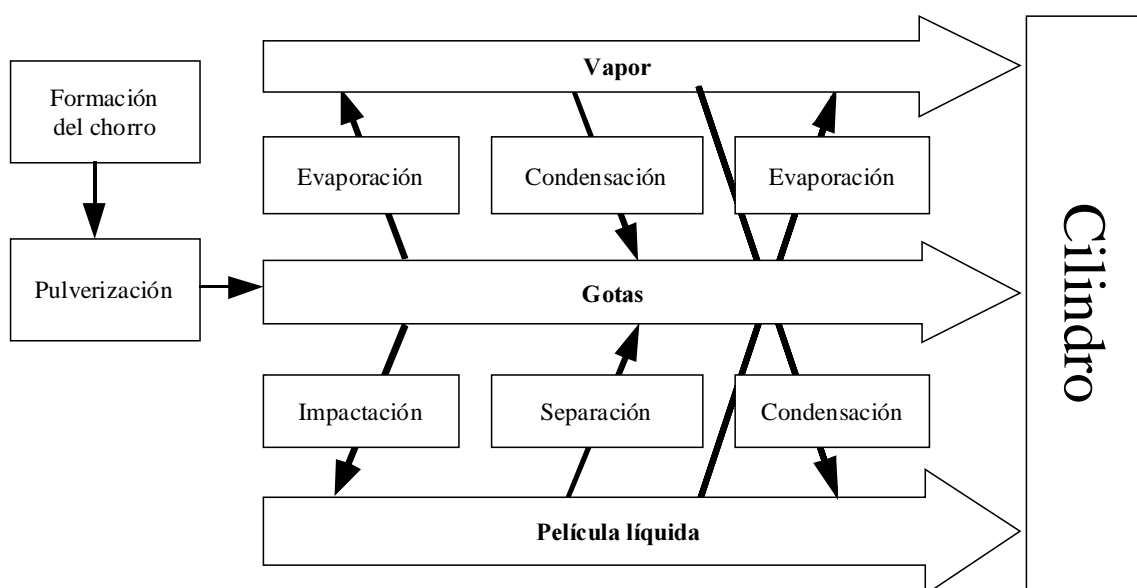 Formación
del chorro
Pulverización
Vapor
Evaporación
Condensación
Evaporación
Gotas
Impactación
Separación
Condensación
Película líquida
Cilindro